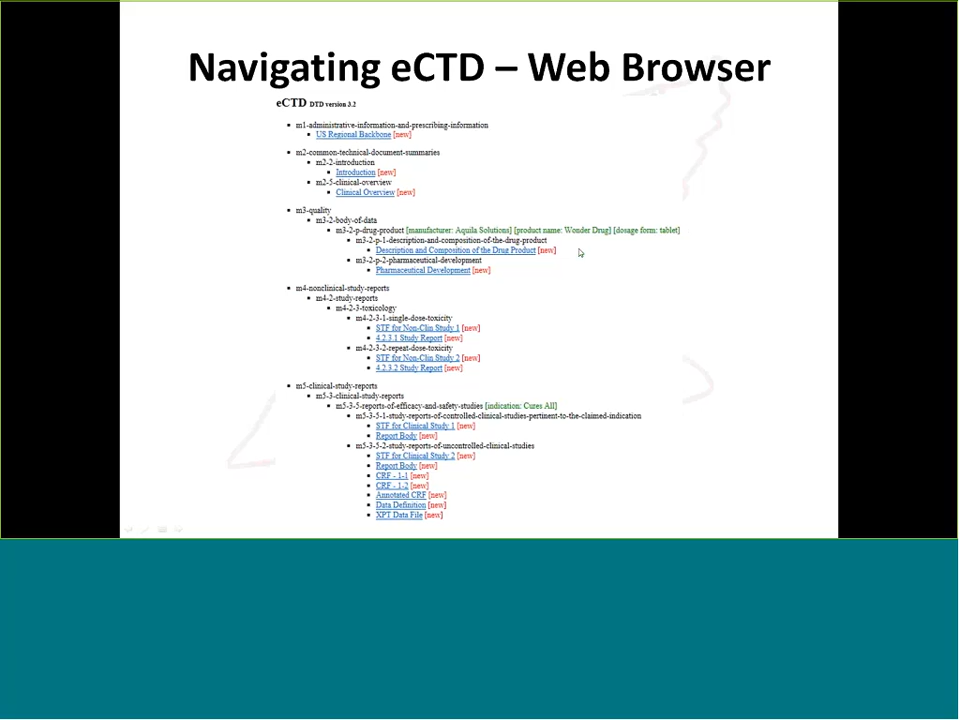 Navigating eCTD – Web Browser
eCTD DTD version 3.2
m1-administrative-information-and-prescribing-information
US Regional Backbone [new]
m2-common-technical-document-summaries
m2-2-introduction
Introduction [new]
m2-5-clinical-overview
Clinical Overview [new]
m3-quality
m3-2-body-of-data
m3-2-p-drug-product [manufacturer: Aquila Solutions] [product name: Wonder Drug] [dosage form: tablet]
m3-2-p-1-description-and-composition-of-the-drug-product
Description and Composition of the Drug Product [new]
m3-2-p-2-pharmaceutical-development
Pharmaceutical Development [new]
m4-nonclinical-study-reports
m4-2-study-reports
m4-2-3-toxicology
m4-2-3-1-single-dose-toxicity
STF for Non-Clin Study 1 [new]
4.2.3.1 Study Report [new]
m4-2-3-2-repeat-dose-toxicity
STF for Non-Clin Study 2 [new]
4.2.3.2 Study Report [new]
m5-clinical-study-reports
m5-3-clinical-study-reports
m5-3-5-reports-of-efficacy-and-safety-studies [indication: Cures All]
m5-3-5-1-study-reports-of-controlled-clinical-studies-pertinent-to-the-claimed-indication
STF for Clinical Study 1 [new]
Report Body [new]
m5-3-5-2-study-reports-of-uncontrolled-clinical-studies
STF for Clinical Study 2 [new]
Report Body [new]
CRF - 1-1 [new]
CRF - 1-2 [new]
Annotated CRF [new]
Data Definition [new]
XPT Data File [new]